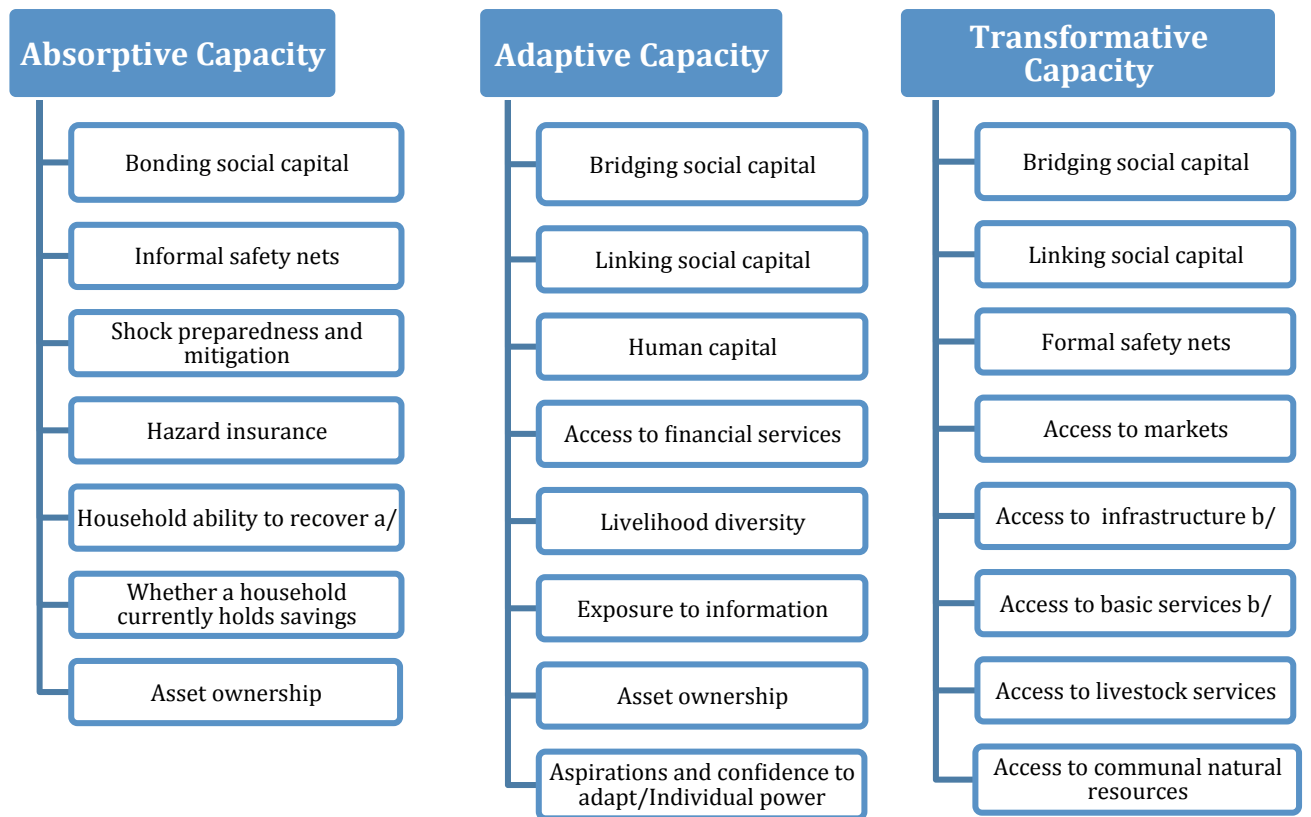 Absorptive Capacity
Bonding social capital
Informal safety nets
Shock preparedness and
mitigation
Hazard insurance
Household ability to recover a/
Whether a household
currently holds savings
Asset ownership
Adaptive Capacity
Bridging social capital
Linking social capital
Human capital
Access to financial services
Livelihood diversity
Exposure to information
Asset ownership
Aspirations and confidence to
adapt/Individual power
Transformative
Capacity
Bridging social capital
Linking social capital
Formal safety nets
Access to markets
Access to  infrastructure b/
Access to basic services b/
Access to livestock services
Access to communal natural
resources